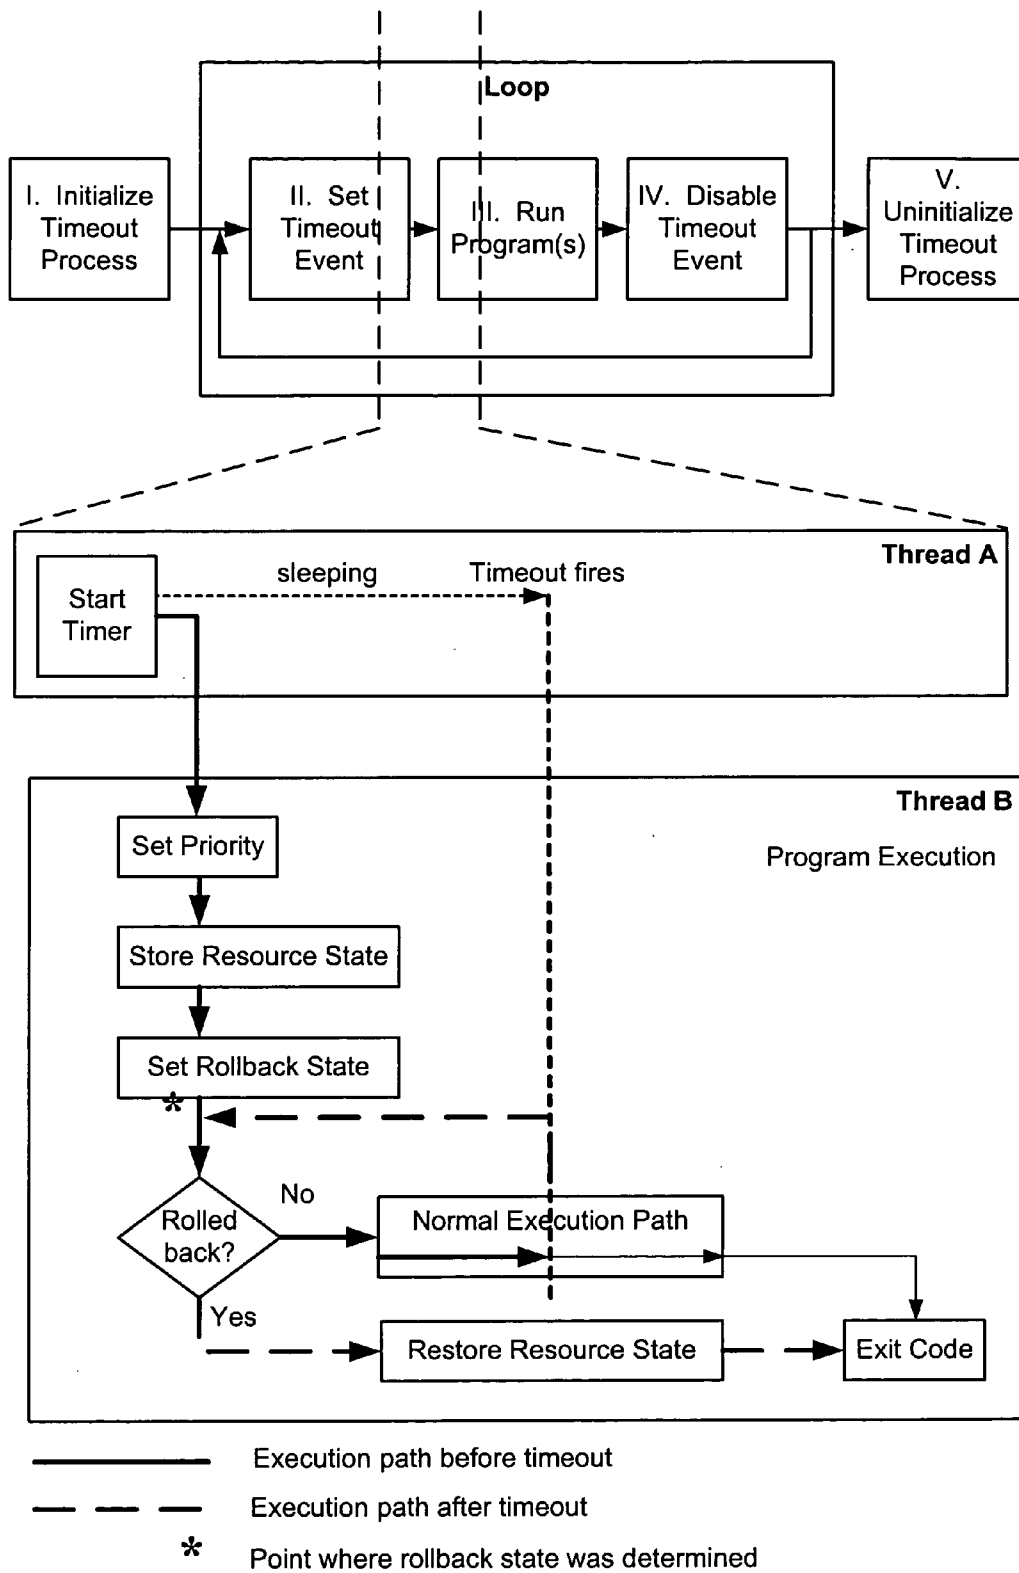 Loop
I. Initialize
Timeout
Process
II. Set
Timeout
Event
III. Run
Program(s)
IV. Disable
Timeout
Event
V.
Uninitialize
Timeout
Process
Thread A
Start
Timer
sleeping
Timeout fires
Thread B
Program Execution
Set Priority
Store Resource State
Set Rollback State
*
Rolled
back?
No
Normal Execution Path
Yes
Restore Resource State
Exit Code
Execution path before timeout
Execution path after timeout
* Point where rollback state was determined